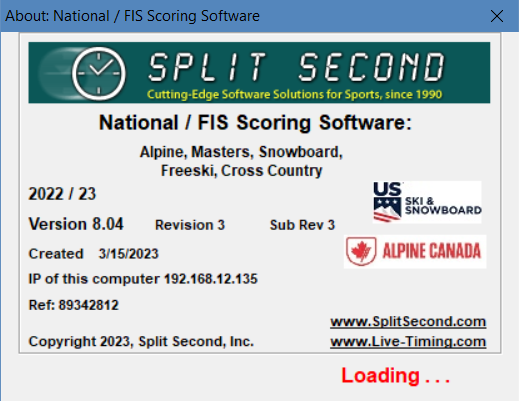 About: National / FIS Scoring Software
SPLIT SECOND
Cutting-Edge Software Solutions for Sports, since 1990
National / FIS Scoring Software:
Alpine, Masters, Snowboard,
Freeski, Cross Country
2022 / 23
US
SKI &
SNOWBOARD
Version 8.04 Revision 3 Sub Rev 3
ALPINE CANADA
Created 3/15/2023
IP of this computer 192.168.12.135
Ref: 89342812
www.SplitSecond.com
Copyright 2023, Split Second, Inc. www.Live-Timing.com
Loading . . .